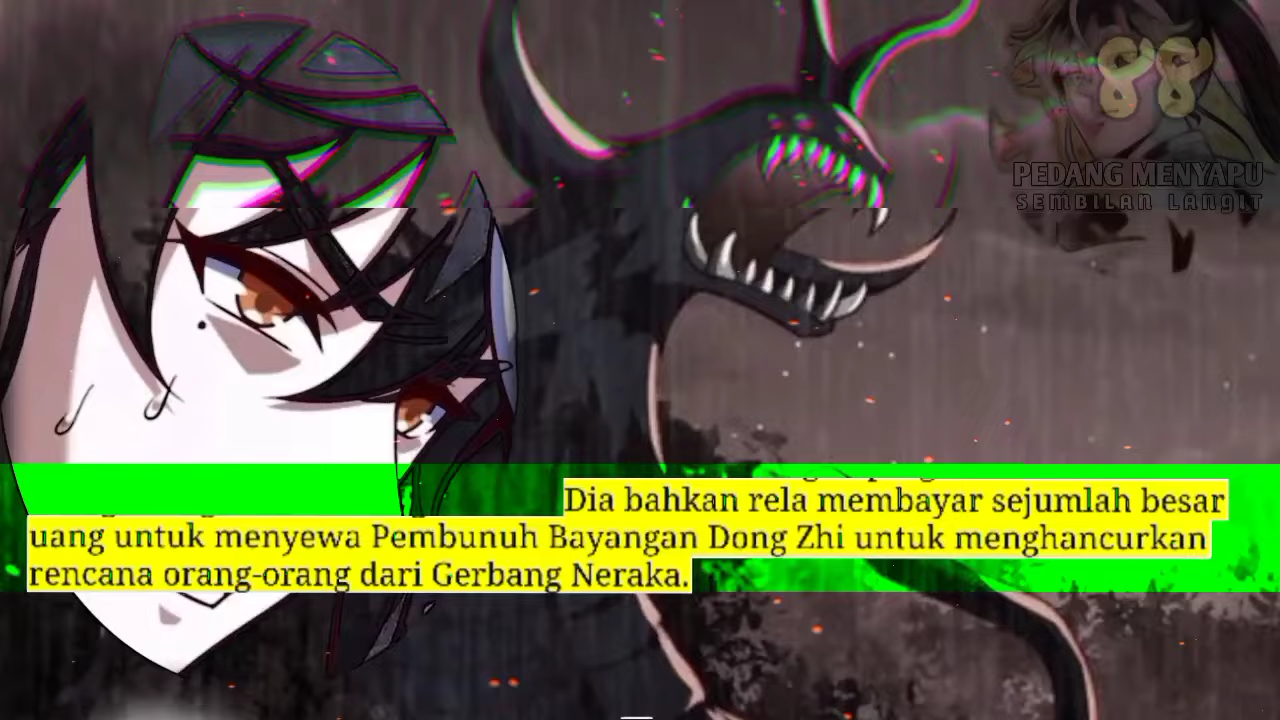 88
PEDANG MENYAPU
SEMBILAN LANGIT
Dia bahkan rela membayar sejumlah besar
uang untuk menyewa Pembunuh Bayangan Dong Zhi untuk menghancurkan
rencana orang-orang dari Gerbang Neraka.